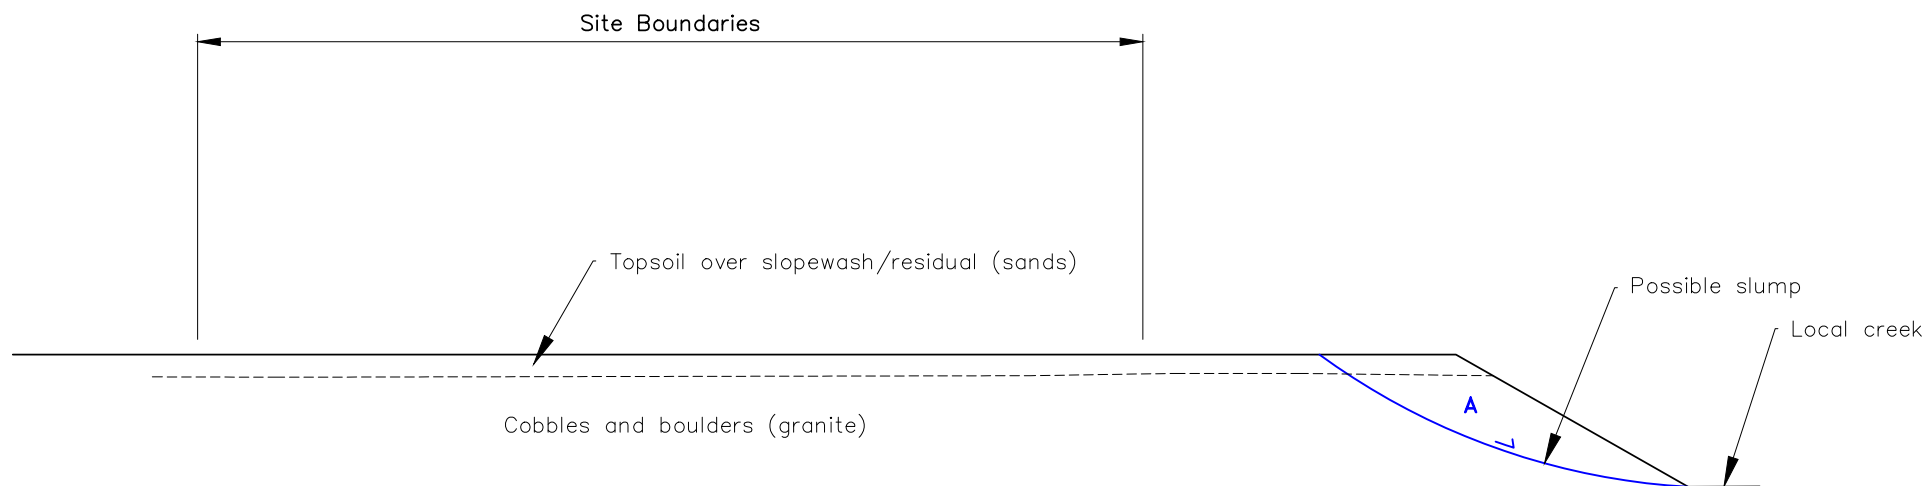 Site Boundaries
Topsoil over slopewash/residual (sands)
Possible slump
Local creek
A
Cobbles and boulders (granite)